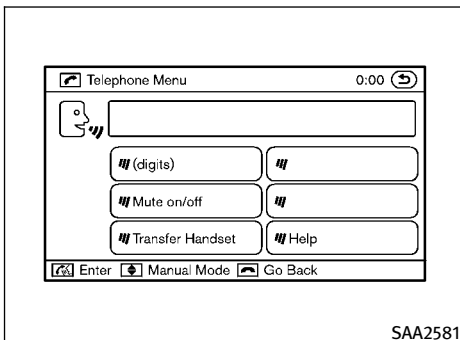 Telephone Menu 0:00
(digits)
Mute on/off
Transfer Handset Help
Enter Manual Mode Go Back
SAA2581